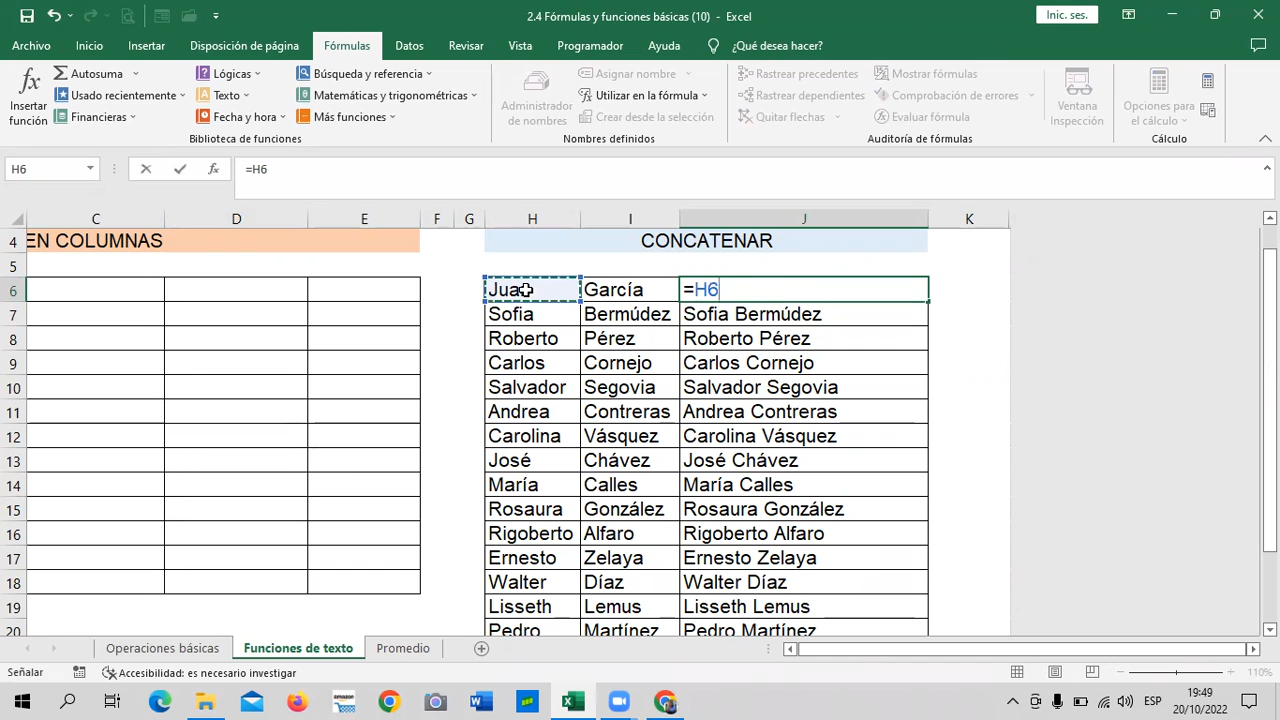 2.4 Fórmulas y funciones básicas (10) - Excel
Inic. ses.
Archivo Inicio Insertar Disposición de página Fórmulas Datos Revisar Vista Programador Ayuda ¿Qué desea hacer?
Insertar función
Autosuma
Usado recientemente
Financieras
Lógicas
Texto
Fecha y hora
Búsqueda y referencia
Matemáticas y trigonométricas
Más funciones
Biblioteca de funciones
Administrador de nombres
Asignar nombre
Utilizar en la fórmula
Crear desde la selección
Nombres definidos
Rastrear precedentes
Rastrear dependientes
Quitar flechas
Mostrar fórmulas
Comprobación de errores
Evaluar fórmula
Auditoría de fórmulas
Ventana Inspección
Opciones para el cálculo
Cálculo
H6 fx =H6
C D E F G H I J K
4 EN COLUMNAS CONCATENAR
5
6 Jua García =H6
7 Sofia Bermúdez Sofia Bermúdez
8 Roberto Pérez Roberto Pérez
9 Carlos Cornejo Carlos Cornejo
10 Salvador Segovia Salvador Segovia
11 Andrea Contreras Andrea Contreras
12 Carolina Vásquez Carolina Vásquez
13 José Chávez José Chávez
14 María Calles María Calles
15 Rosaura González Rosaura González
16 Rigoberto Alfaro Rigoberto Alfaro
17 Ernesto Zelaya Ernesto Zelaya
18 Walter Díaz Walter Díaz
19 Lisseth Lemus Lisseth Lemus
20 Pedro Martínez Pedro Martínez
Operaciones básicas Funciones de texto Promedio
Señalar Accesibilidad: es necesario investigar 110%
amazon
ESP
19:49
20/10/2022